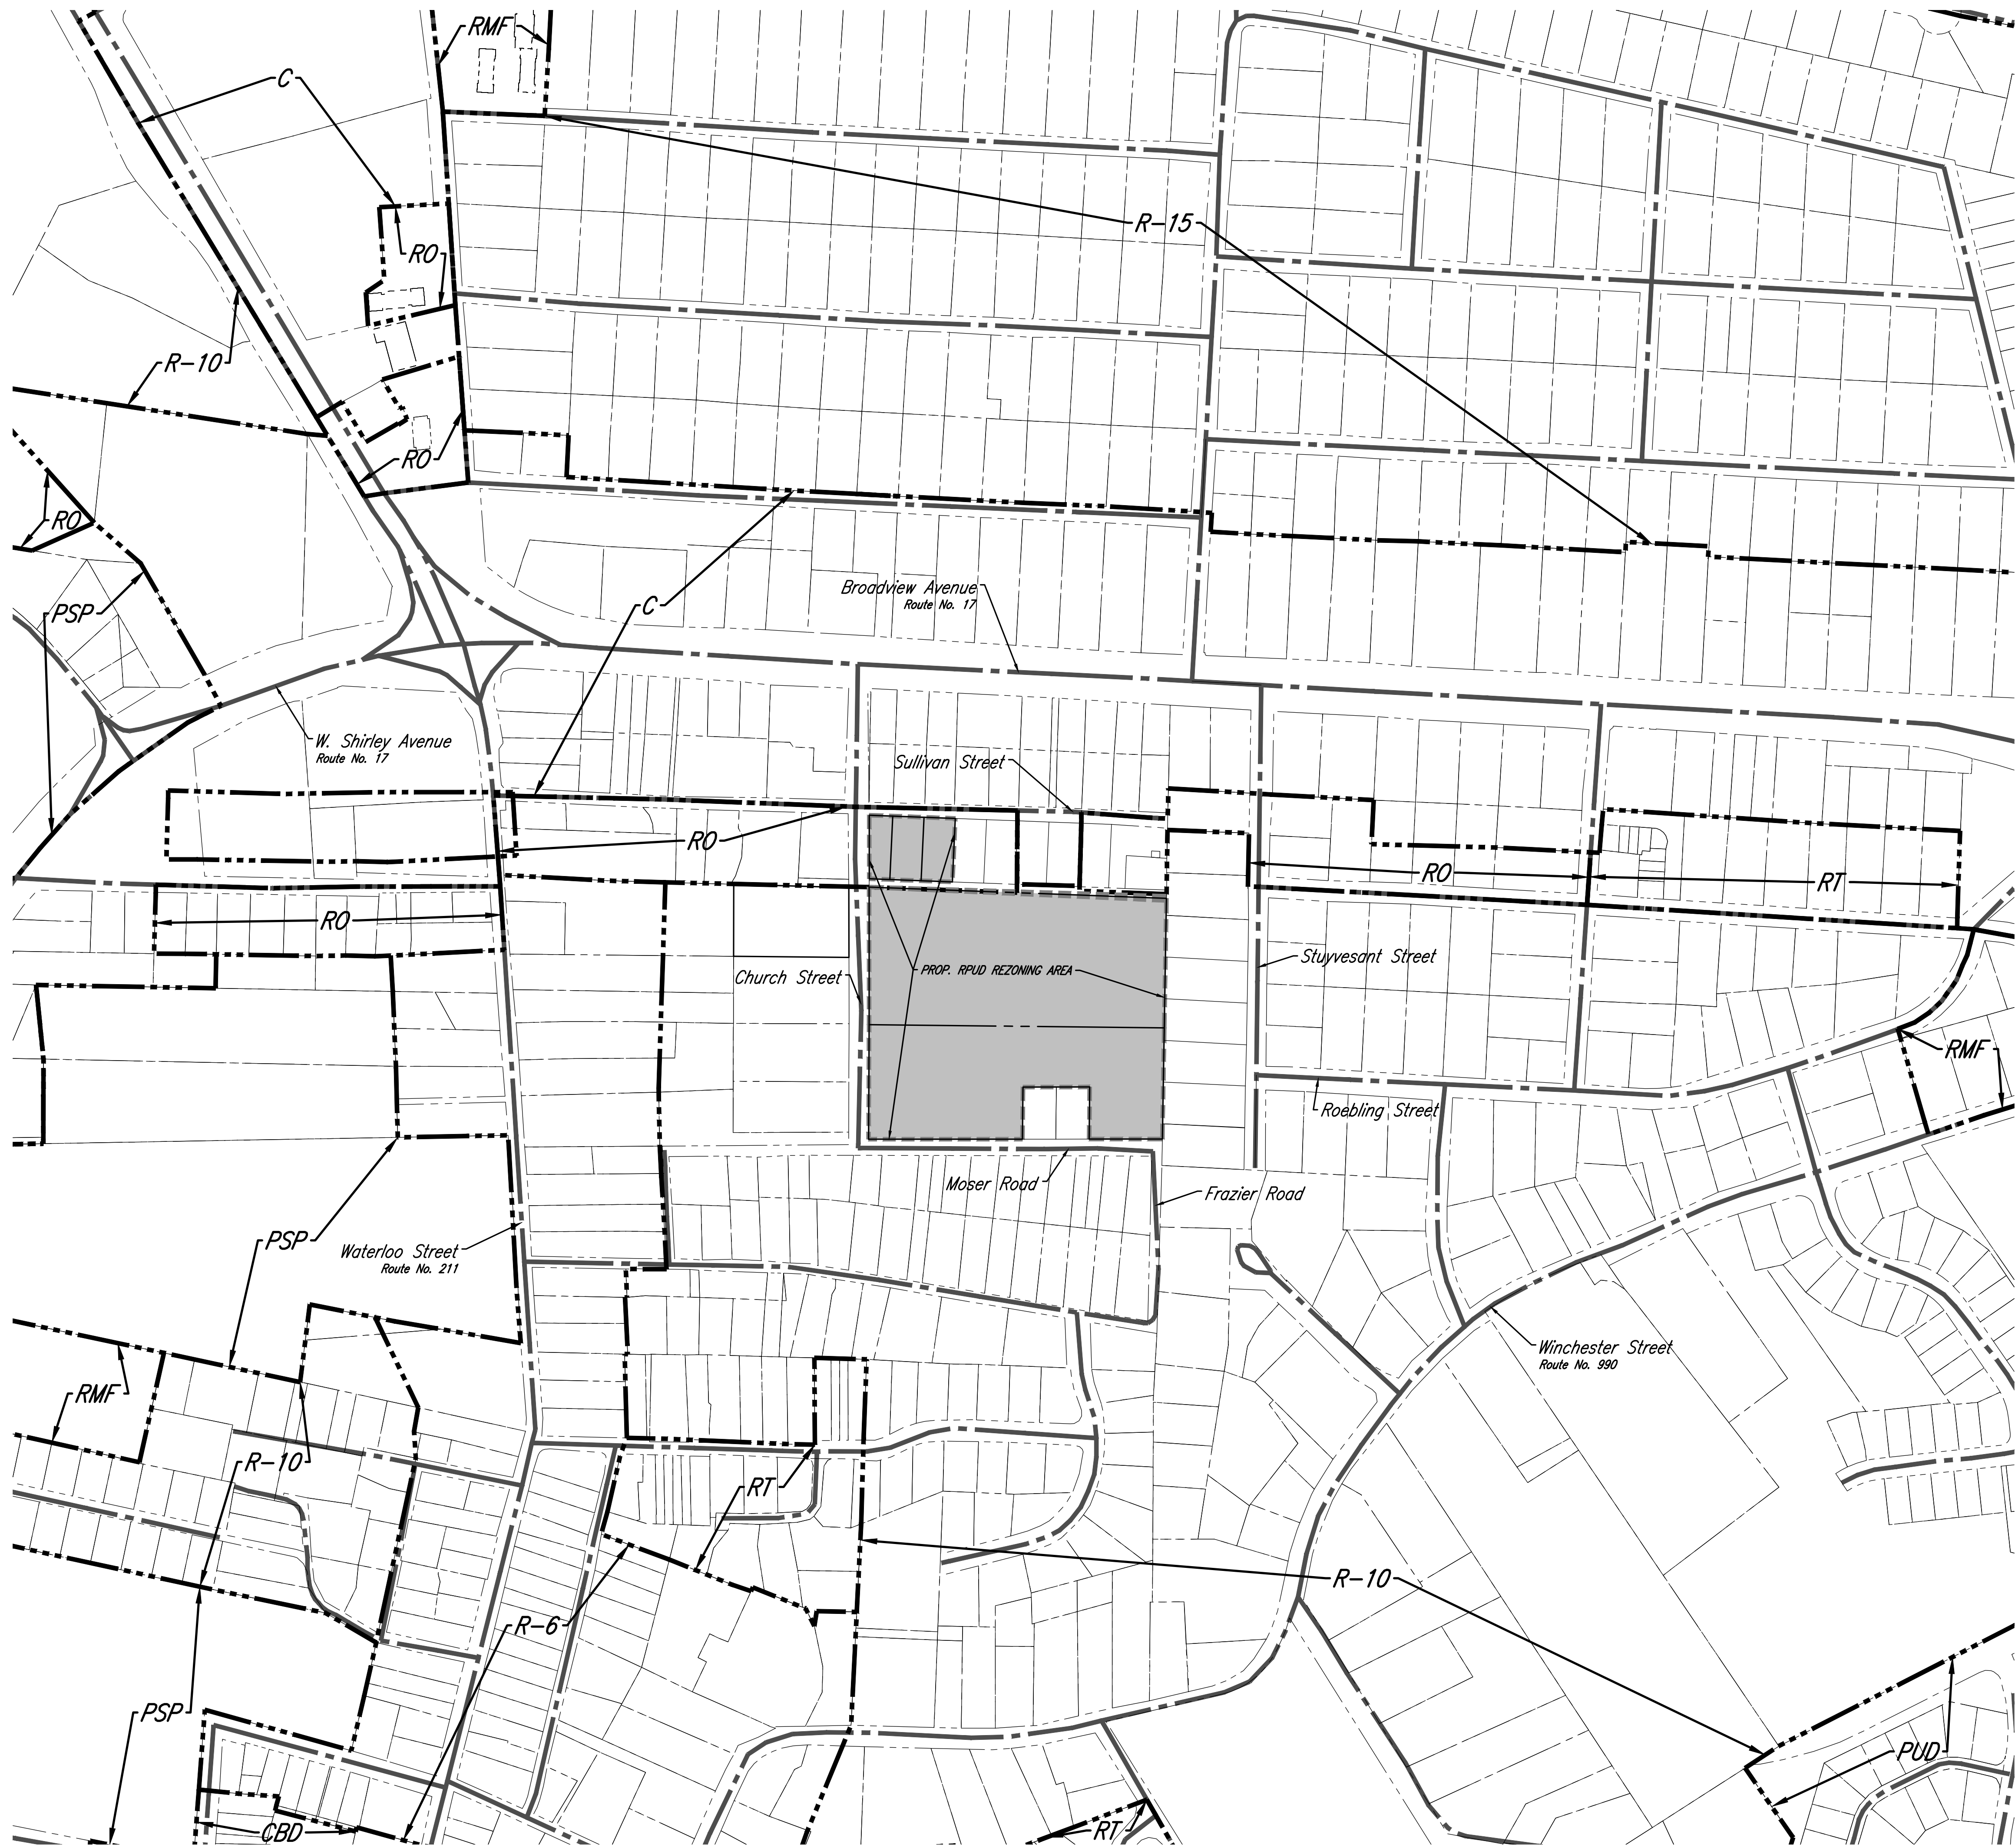 RMF
C
R-15
RO
R-10
RO
RO
Broadview Avenue
Route No. 17
C
PSP
W. Shirley Avenue
Route No. 17
Sullivan Street
RO
RO
RT
RO
Stuyvesant Street
Church Street
PROP. RPUD REZONING AREA
RMF
Roebling Street
Moser Road
Frazier Road
PSP
Waterloo Street
Route No. 211
Winchester Street
Route No. 990
RMF
R-10
RT
R-10
R-6
PSP
PUD
CBD
RT